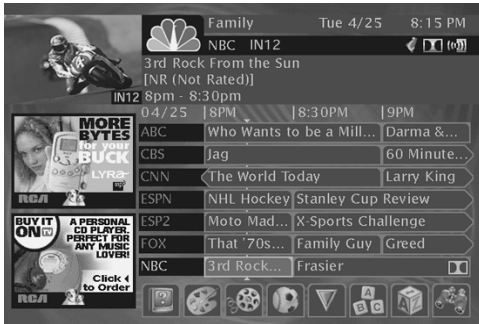 Family Tue 4/25 8:15 PM
NBC IN12
3rd Rock From the Sun
[NR (Not Rated)]
IN12 8pm - 8:30pm
04/25 8PM 8:30PM 9PM
ABC Who Wants to be a Mill... Darma &...
CBS Jag 60 Minute...
CNN The World Today Larry King
ESPN NHL Hockey Stanley Cup Review
ESP2 Moto Mad... X-Sports Challenge
FOX That '70s... Family Guy Greed
NBC 3rd Rock... Frasier
MORE
BYTES
for your
BUCK
LYRA
RCA
BUY IT
ON TV
A PERSONAL
CD PLAYER.
PERFECT FOR
ANY MUSIC
LOVER!
Click
to Order
RCA
?
A
B C
A Z